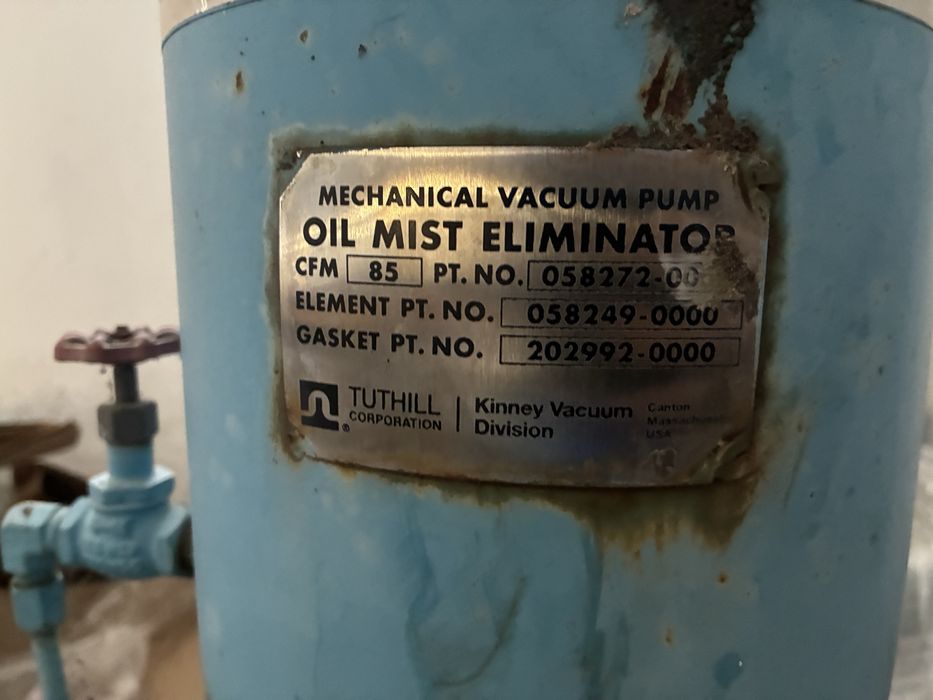 MECHANICAL VACUUM PUMP
OIL MIST ELIMINATOR
CFM 85 PT. NO. 058272-00
ELEMENT PT. NO. 058249-0000
GASKET PT. NO. 202992-0000
TUTHILL
CORPORATION
®
Kinney Vacuum
Division
Canton
Massachusetts
USA